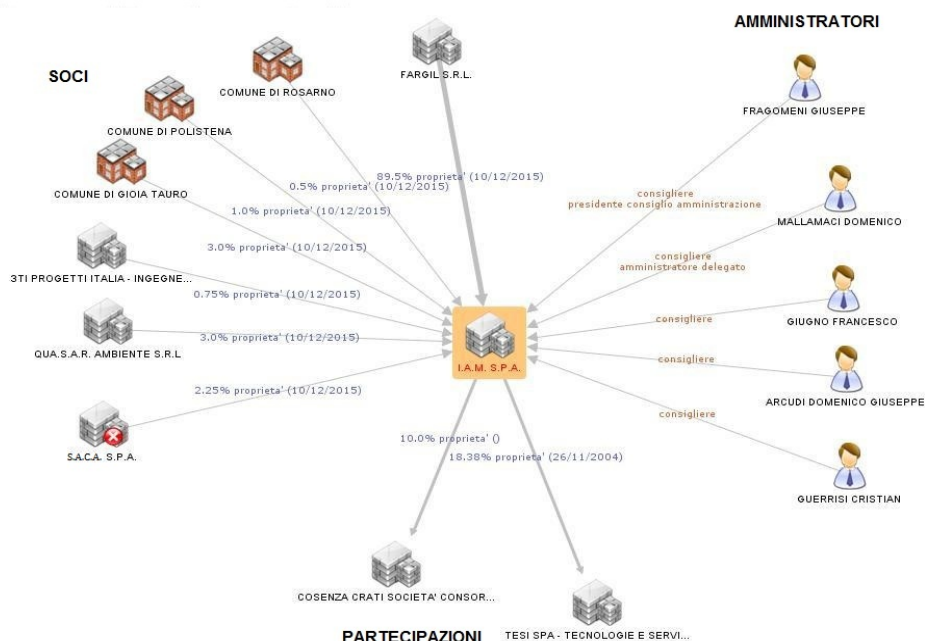 AMMINISTRATORI
SOCI
FARGIL S.R.L.
COMUNE DI ROSARNO
COMUNE DI POLISTENA
COMUNE DI GIOIA TAURO
3TI PROGETTI ITALIA - INGEGNE...
QUA.S.A.R. AMBIENTE S.R.L
S.A.C.A. S.P.A.
89.5% proprieta' (10/12/2015)
0.5% proprieta' (10/12/2015)
1.0% proprieta' (10/12/2015)
3.0% proprieta' (10/12/2015)
0.75% proprieta' (10/12/2015)
3.0% proprieta' (10/12/2015)
2.25% proprieta' (10/12/2015)
I.A.M. S.P.A.
FRAGOMENI GIUSEPPE
consigliere
presidente consiglio amministrazione
MALLAMACI DOMENICO
consigliere
amministratore delegato
GIUGNO FRANCESCO
consigliere
ARCUDI DOMENICO GIUSEPPE
consigliere
GUERRISI CRISTIAN
consigliere
10.0% proprieta' ()
18.38% proprieta' (26/11/2004)
COSENZA CRATI SOCIETA' CONSOR...
TESI SPA - TECNOLOGIE E SERVI...
PARTECIPAZIONI